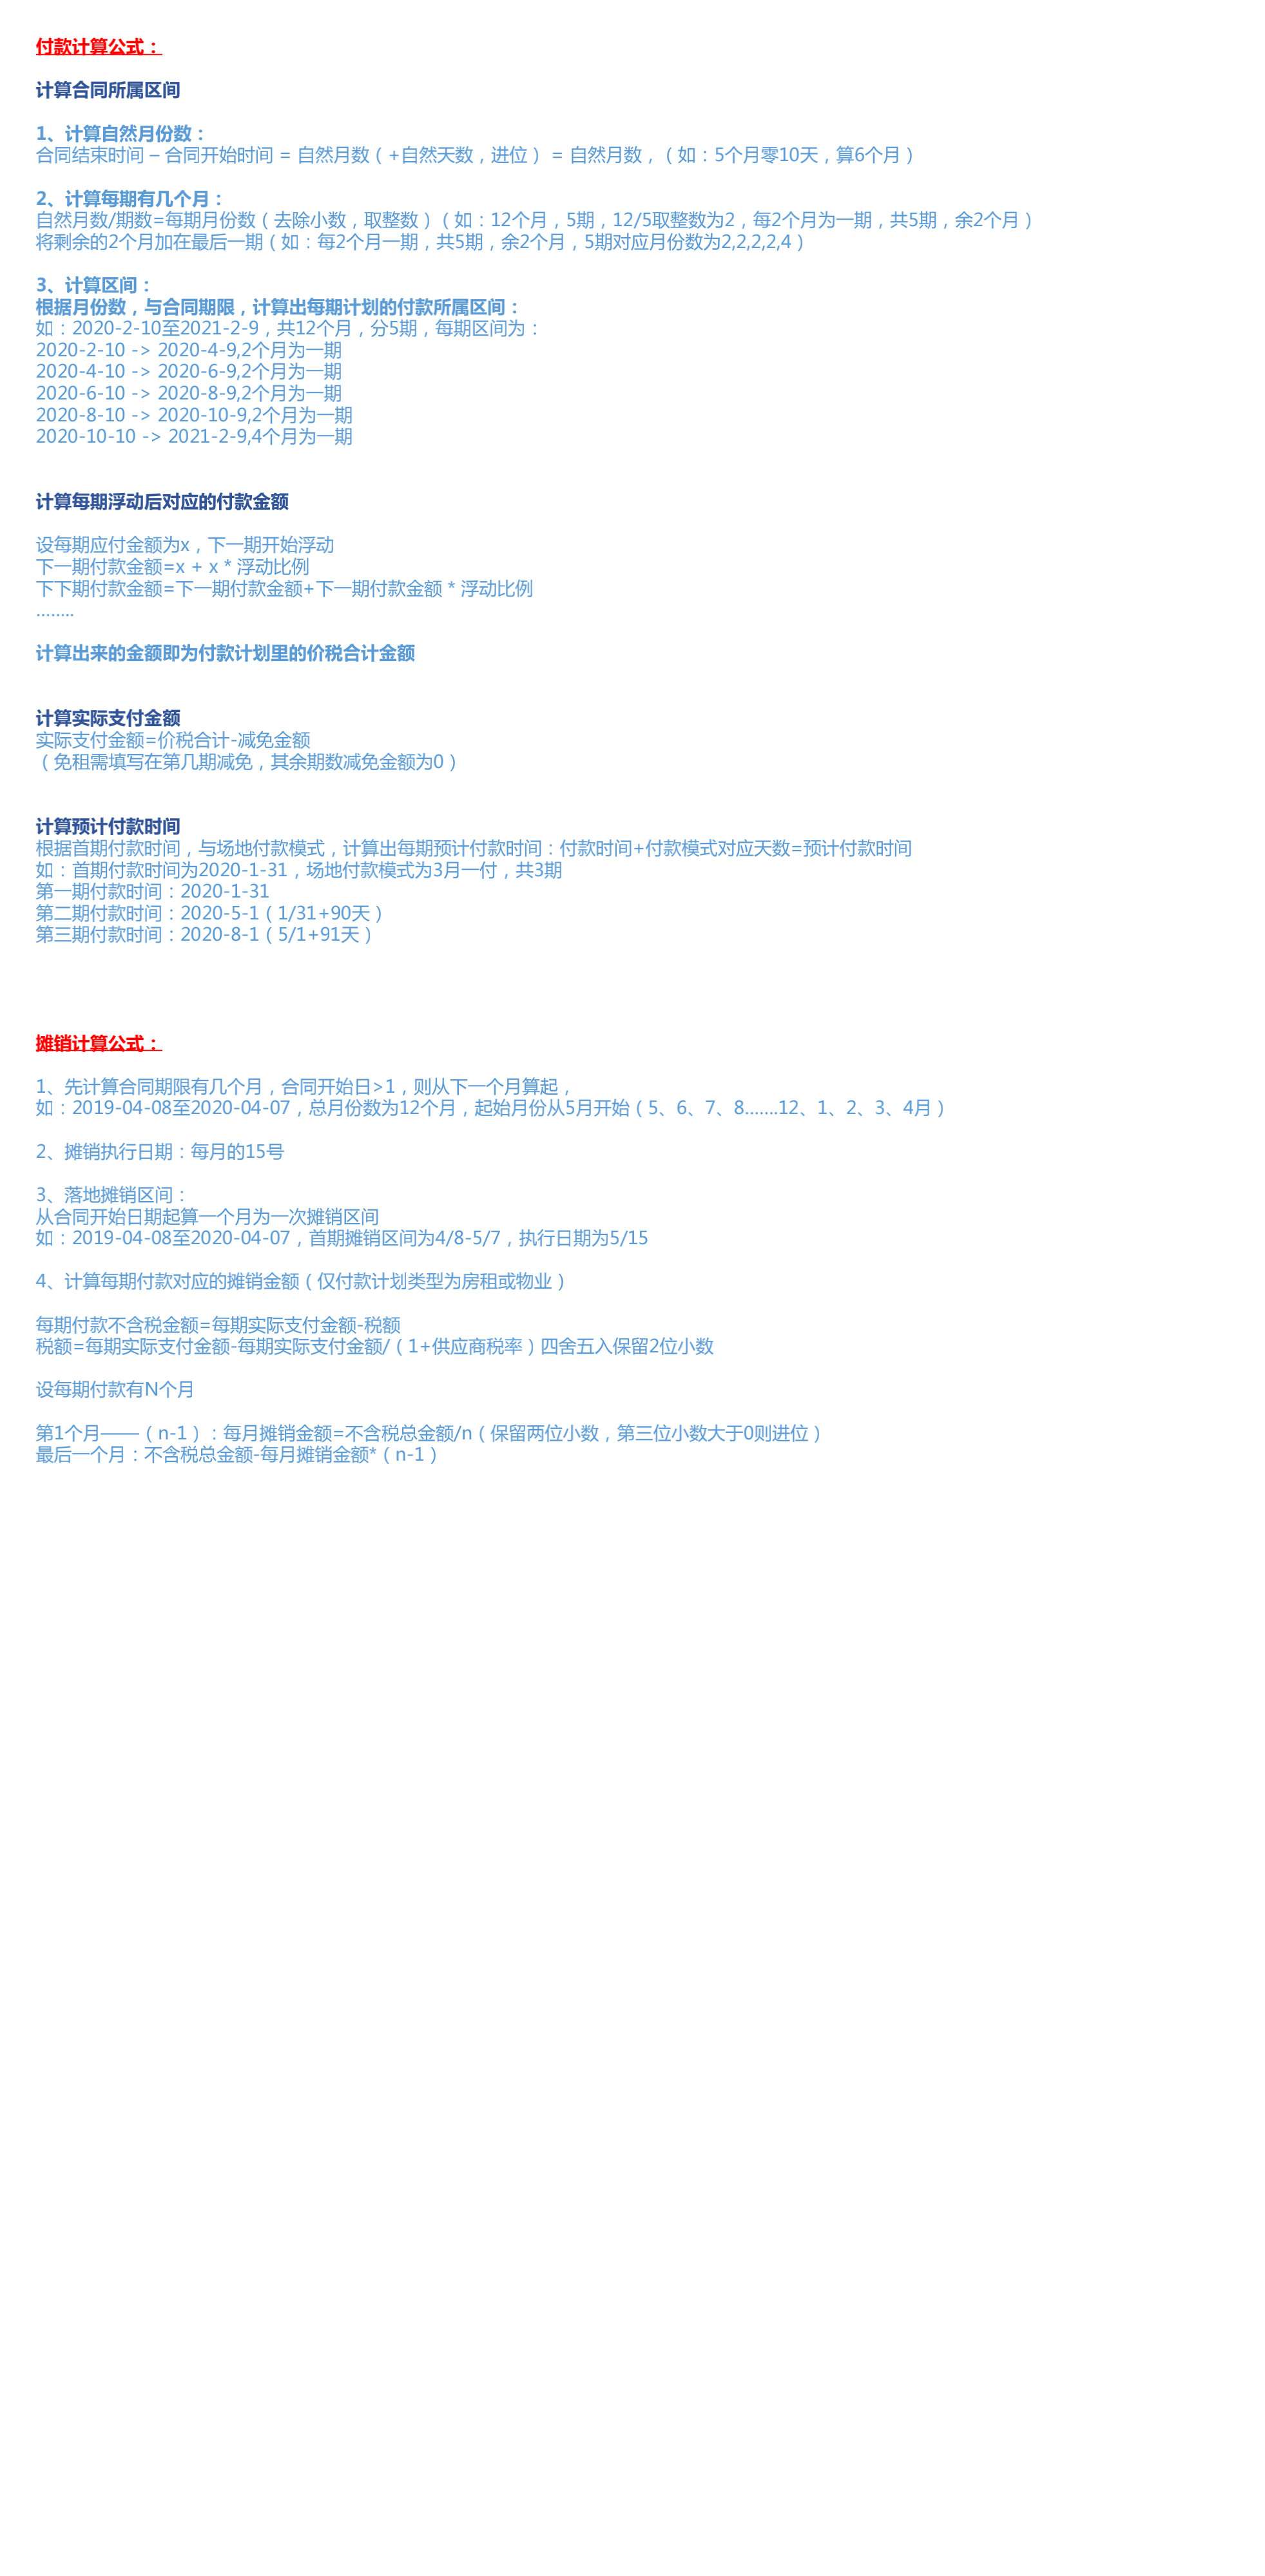 付款计算公式：
计算合同所属区间
1、计算自然月份数：
合同结束时间 – 合同开始时间 = 自然月数（+自然天数，进位） = 自然月数，（如：5个月零10天，算6个月）
2、计算每期有几个月：
自然月数/期数=每期月份数（去除小数，取整数）（如：12个月，5期，12/5取整数为2，每2个月为一期，共5期，余2个月）
将剩余的2个月加在最后一期（如：每2个月一期，共5期，余2个月，5期对应月份数为2,2,2,2,4）
3、计算区间：
根据月份数，与合同期限，计算出每期计划的付款所属区间：
如：2020-2-10至2021-2-9，共12个月，分5期，每期区间为：
2020-2-10 -> 2020-4-9,2个月为一期
2020-4-10 -> 2020-6-9,2个月为一期
2020-6-10 -> 2020-8-9,2个月为一期
2020-8-10 -> 2020-10-9,2个月为一期
2020-10-10 -> 2021-2-9,4个月为一期
计算每期浮动后对应的付款金额
设每期应付金额为x，下一期开始浮动
下一期付款金额=x + x * 浮动比例
下下期付款金额=下一期付款金额+下一期付款金额 * 浮动比例
........
计算出来的金额即为付款计划里的价税合计金额
计算实际支付金额
实际支付金额=价税合计-减免金额
（免租需填写在第几期减免，其余期数减免金额为0）
计算预计付款时间
根据首期付款时间，与场地付款模式，计算出每期预计付款时间：付款时间+付款模式对应天数=预计付款时间
如：首期付款时间为2020-1-31，场地付款模式为3月一付，共3期
第一期付款时间：2020-1-31
第二期付款时间：2020-5-1（1/31+90天）
第三期付款时间：2020-8-1（5/1+91天）
摊销计算公式：
1、先计算合同期限有几个月，合同开始日>1，则从下一个月算起，
如：2019-04-08至2020-04-07，总月份数为12个月，起始月份从5月开始（5、6、7、8.......12、1、2、3、4月）
2、摊销执行日期：每月的15号
3、落地摊销区间：
从合同开始日期起算一个月为一次摊销区间
如：2019-04-08至2020-04-07，首期摊销区间为4/8-5/7，执行日期为5/15
4、计算每期付款对应的摊销金额（仅付款计划类型为房租或物业）
每期付款不含税金额=每期实际支付金额-税额
税额=每期实际支付金额-每期实际支付金额/（1+供应商税率）四舍五入保留2位小数
设每期付款有N个月
第1个月——（n-1）：每月摊销金额=不含税总金额/n（保留两位小数，第三位小数大于0则进位）
最后一个月：不含税总金额-每月摊销金额*（n-1）